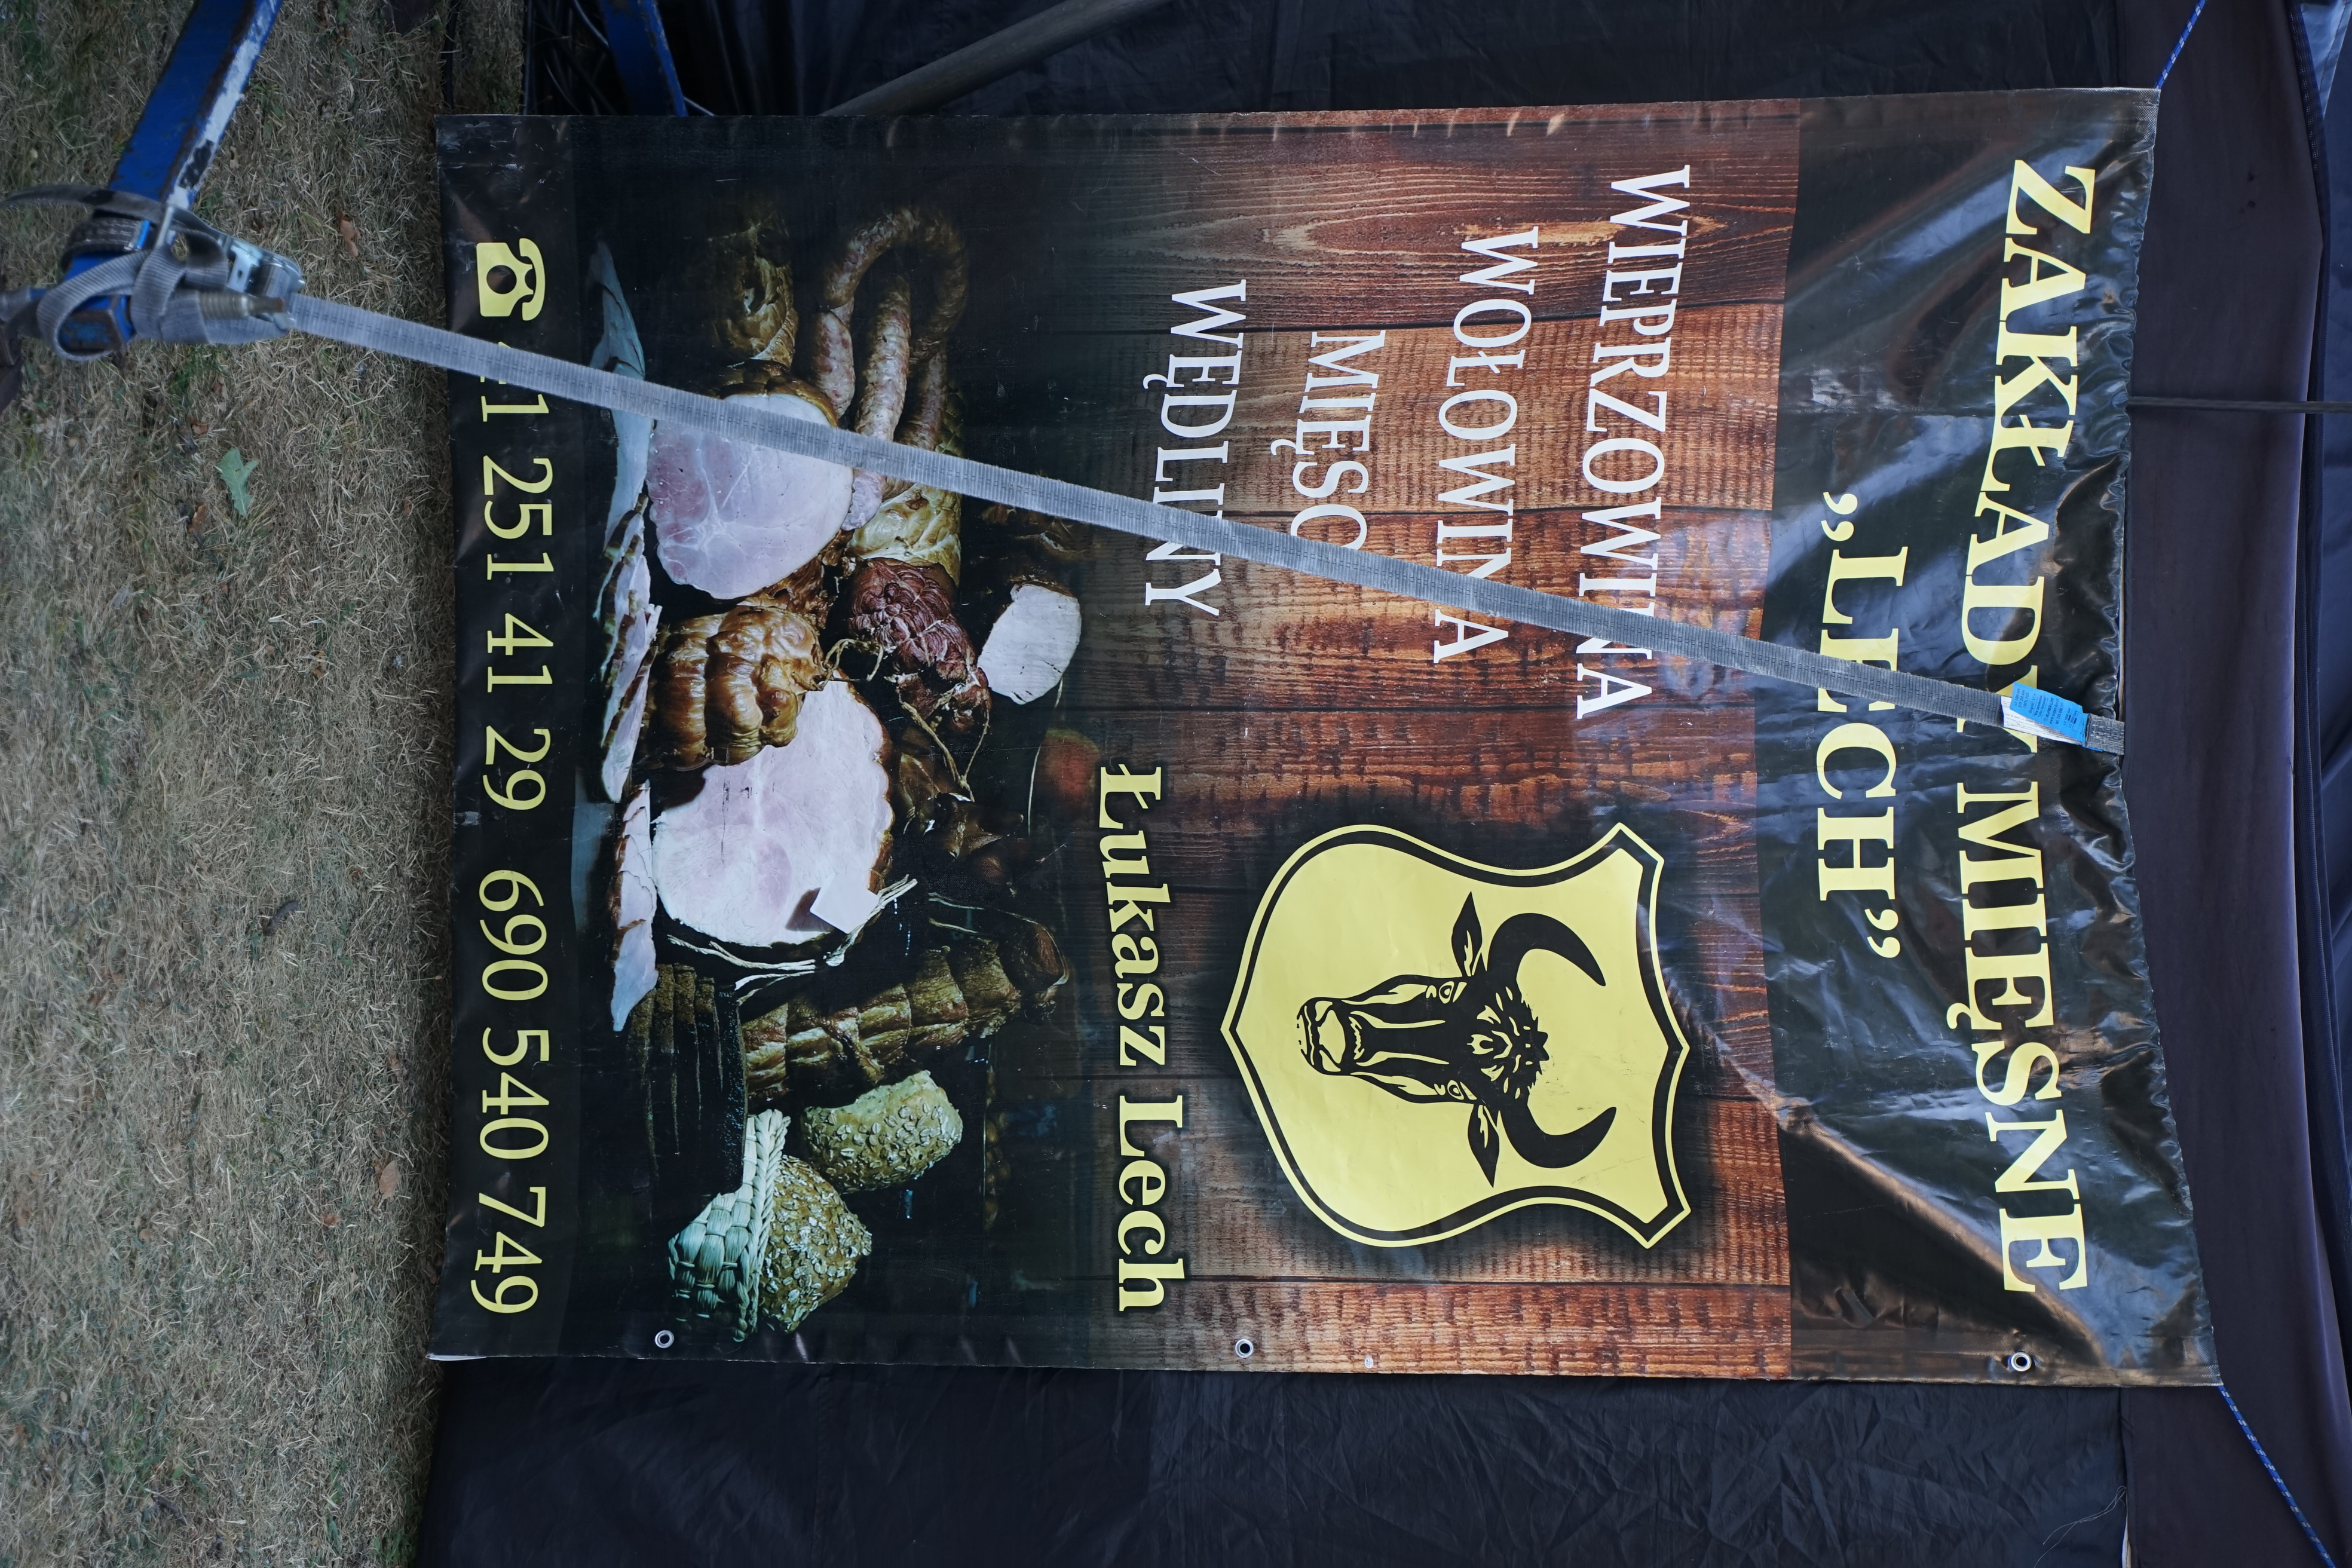 ZAKŁADY MIĘSNE
„LECH”
WIEPRZOWINA
WOŁOWINA
MIĘSO
WĘDLINY
Łukasz Lech
251 41 29 690 540 749